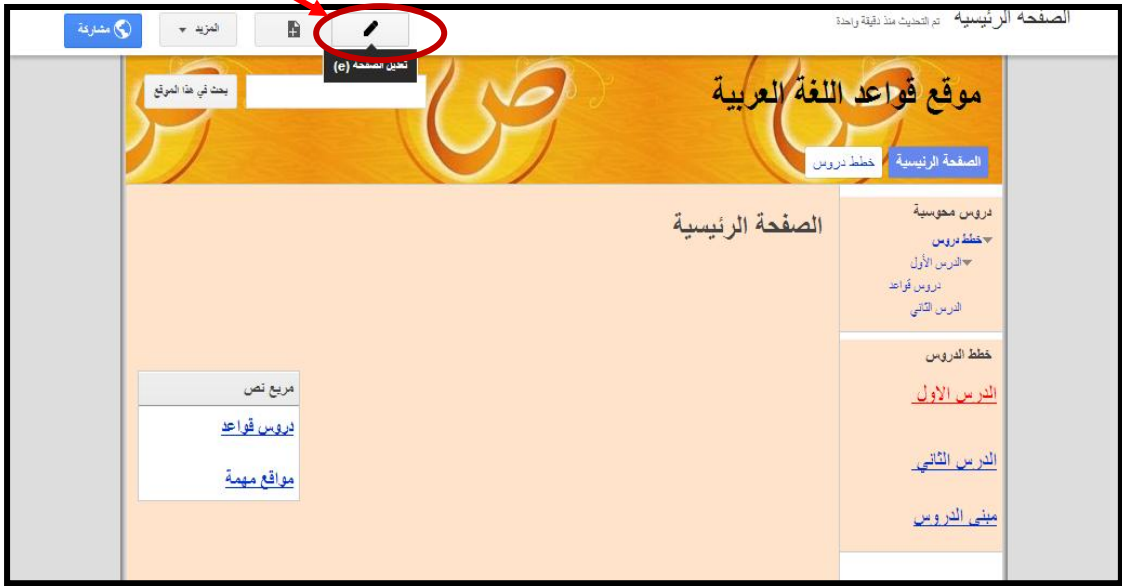 الصفحة الرئيسية تم التحديث منذ دقيقة واحدة
المزيد
مشاركة
تعديل الصفحة (e)
موقع قواعد اللغة العربية
بحث في هذا الموقع
ص ص ص
الصفحة الرئيسية
خطط دروس
دروس محوسبة
خطط دروس
الدرس الأول
دروس قواعد
الدرس الثاني
الصفحة الرئيسية
خطط الدروس
الدرس الاول
الدرس الثاني
مبنى الدروس
مربع نص
دروس قواعد
مواقع مهمة